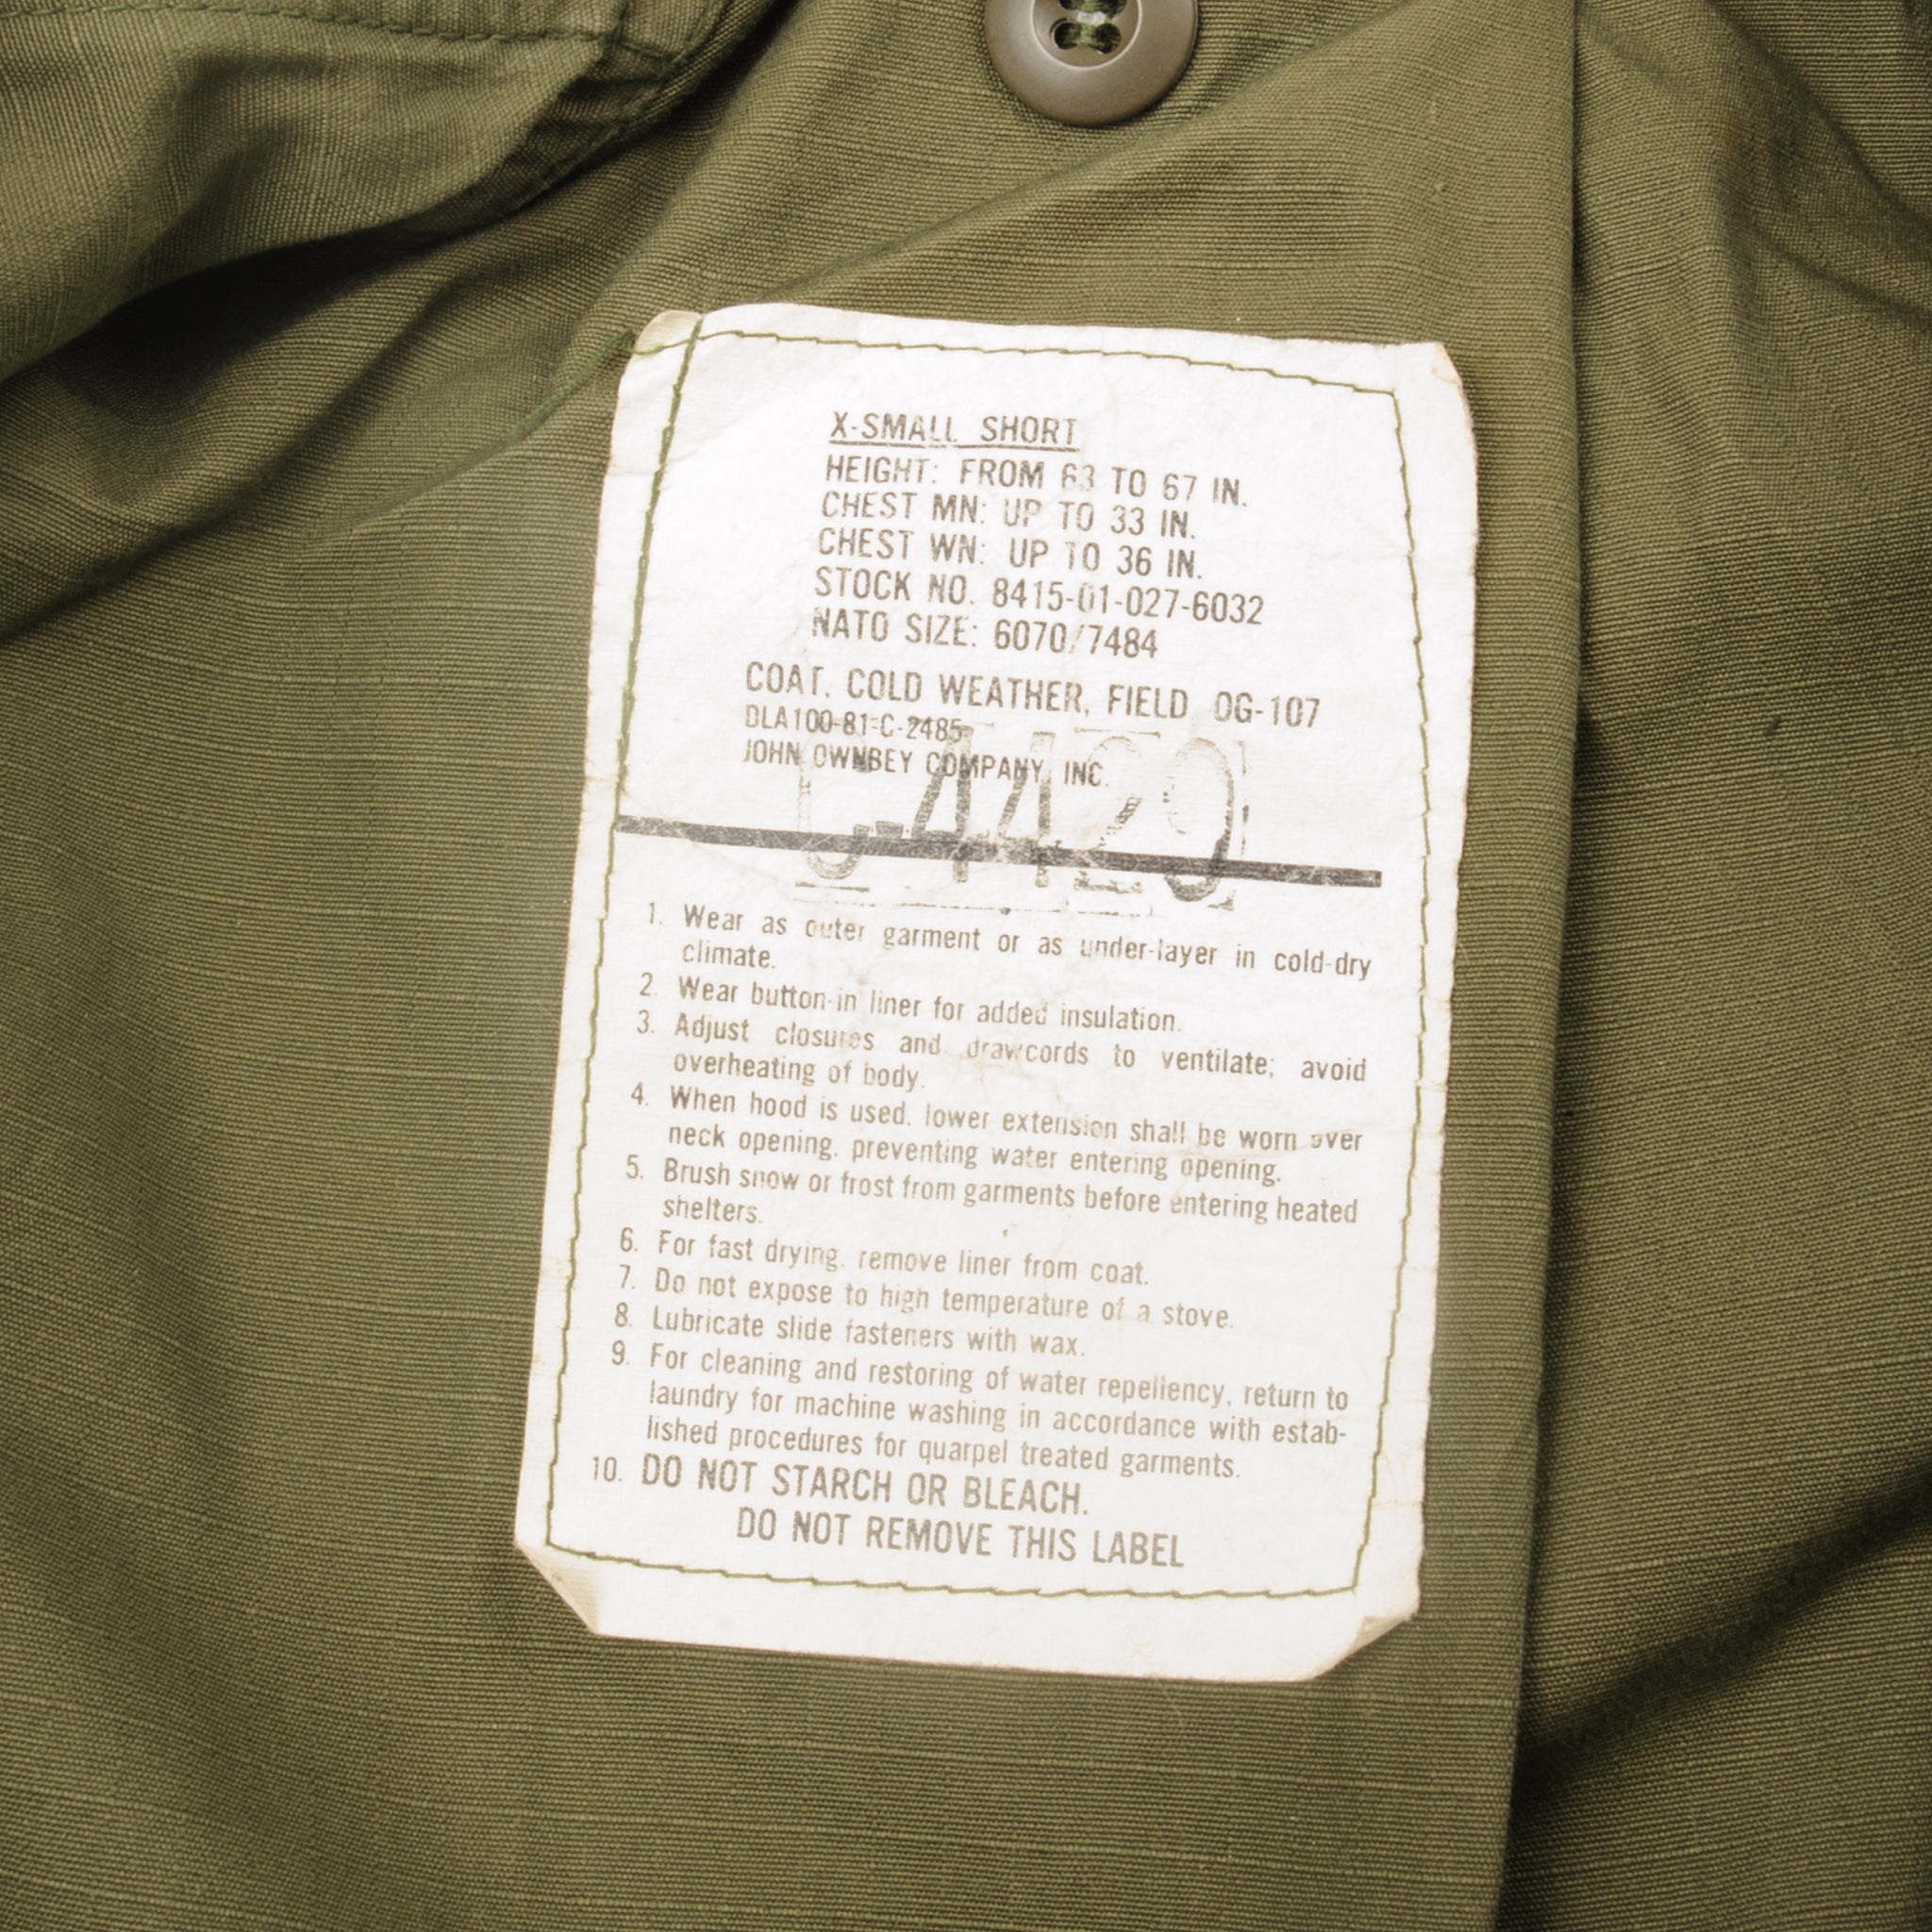 X-SMALL SHORT
HEIGHT: FROM 63 TO 67 IN.
CHEST MN: UP TO 33 IN.
CHEST WN: UP TO 36 IN.
STOCK NO. 8415-01-027-6032
NATO SIZE: 6070/7484
COAT, COLD WEATHER, FIELD OG-107
DLA100-81-C-2485
JOHN OWNBEY COMPANY, INC.
1. Wear as outer garment or as under-layer in cold-dry
climate.
2. Wear button-in liner for added insulation.
3. Adjust closures and drawcords to ventilate; avoid
overheating of body.
4. When hood is used, lower extension shall be worn over
neck opening, preventing water entering opening.
5. Brush snow or frost from garments before entering heated
shelters.
6. For fast drying, remove liner from coat.
7. Do not expose to high temperature of a stove.
8. Lubricate slide fasteners with wax.
9. For cleaning and restoring of water repellency, return to
laundry for machine washing in accordance with estab-
lished procedures for quarpel treated garments.
10. DO NOT STARCH OR BLEACH.
DO NOT REMOVE THIS LABEL